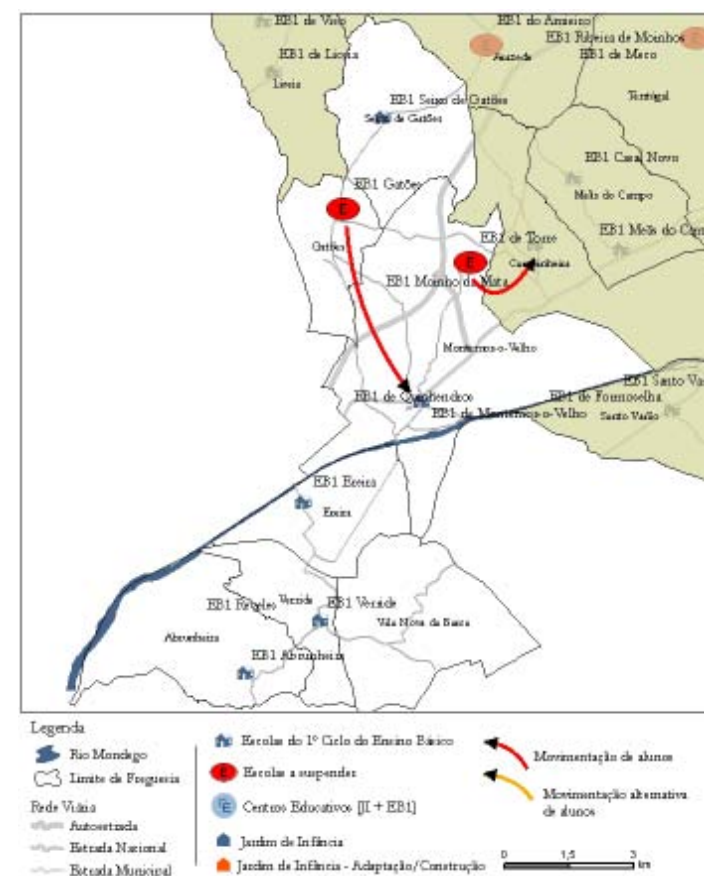 EB1 de Viso
EB1 do Amieiro
EB1 Ribeira de Moinhos
EB1 de Liceia
EB1 de Meco
Liceia
Tentúgal
EB1 Seixo de Gatões
Seixo de Gatões
EB1 Casal Novo
EB1 Gatões
Meãs do Campo
E
EB1 de Torre
EB1 Meãs do Cam
Gatões
E
EB1 Moinho da Mata
Montemor-o-Velho
EB1 Santo Va
EB1 de Quinhendros
EB1 de Formoselha
EB1 de Montemor-o-Velho
Santo Varão
EB1 Ereira
Ereira
EB1 Reveles
Verride
EB1 Verride
Vila Nova da Barca
Abrunheira
EB1 Abrunheira
Legenda
Rio Mondego
Limite de Freguesia
Rede Viária
Autoestrada
Estrada Nacional
Estrada Municipal
Escolas do 1º Ciclo do Ensino Básico
E Escolas a suspender
CE Centros Educativos [JI + EB1]
Jardim de Infância
Jardim de Infância - Adaptação/Construção
Movimentação de alunos
Movimentação alternativa
de alunos
0 1,5 3
km